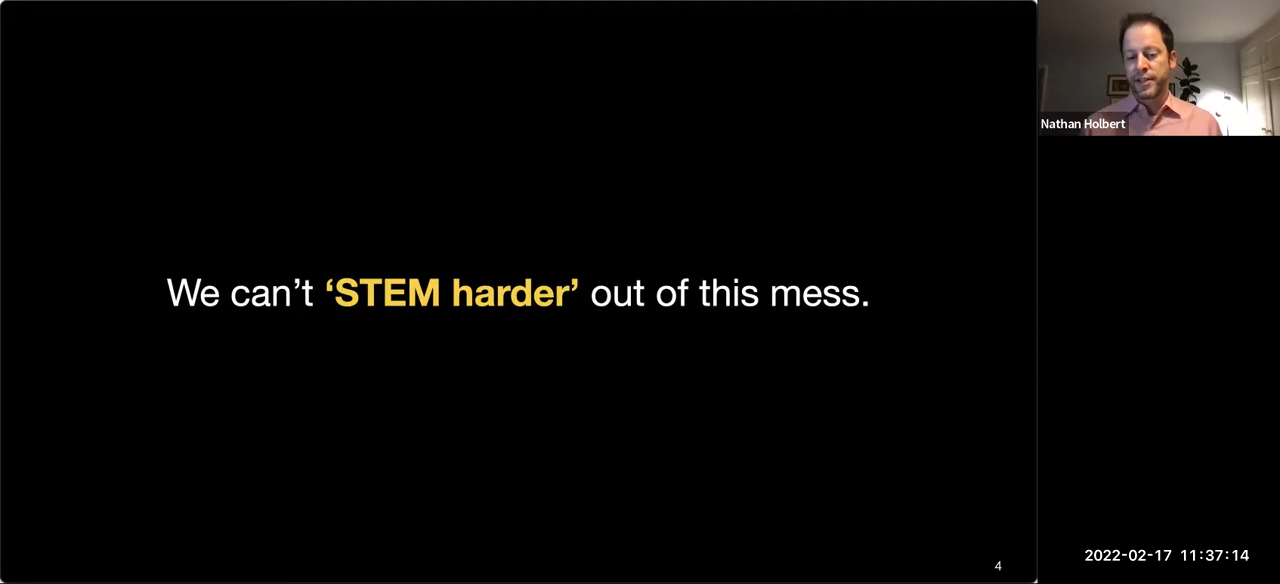 We can’t ‘STEM harder’ out of this mess.
4
Nathan Holbert
2022-02-17 11:37:14